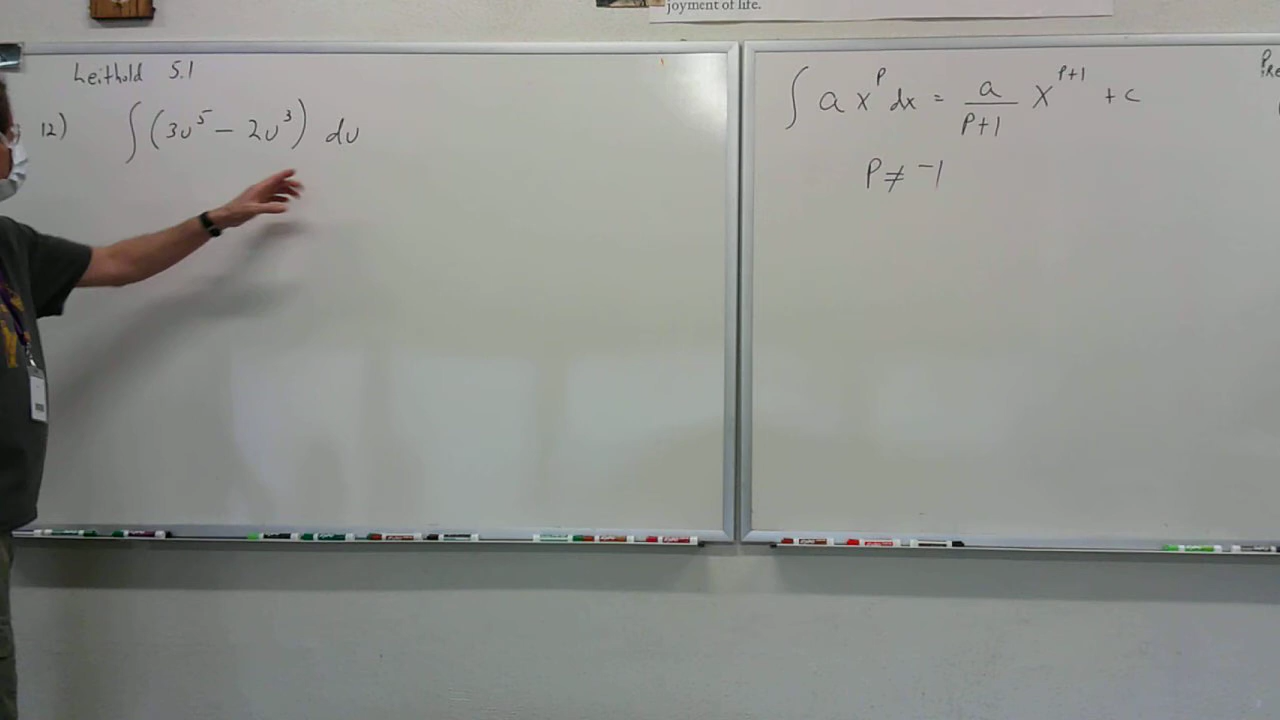 joyment of life.
Leithold 5.1
12) ∫(3u⁵ − 2u³) du
∫ a x^p dx = a/(p+1) x^(p+1) + c
p ≠ −1